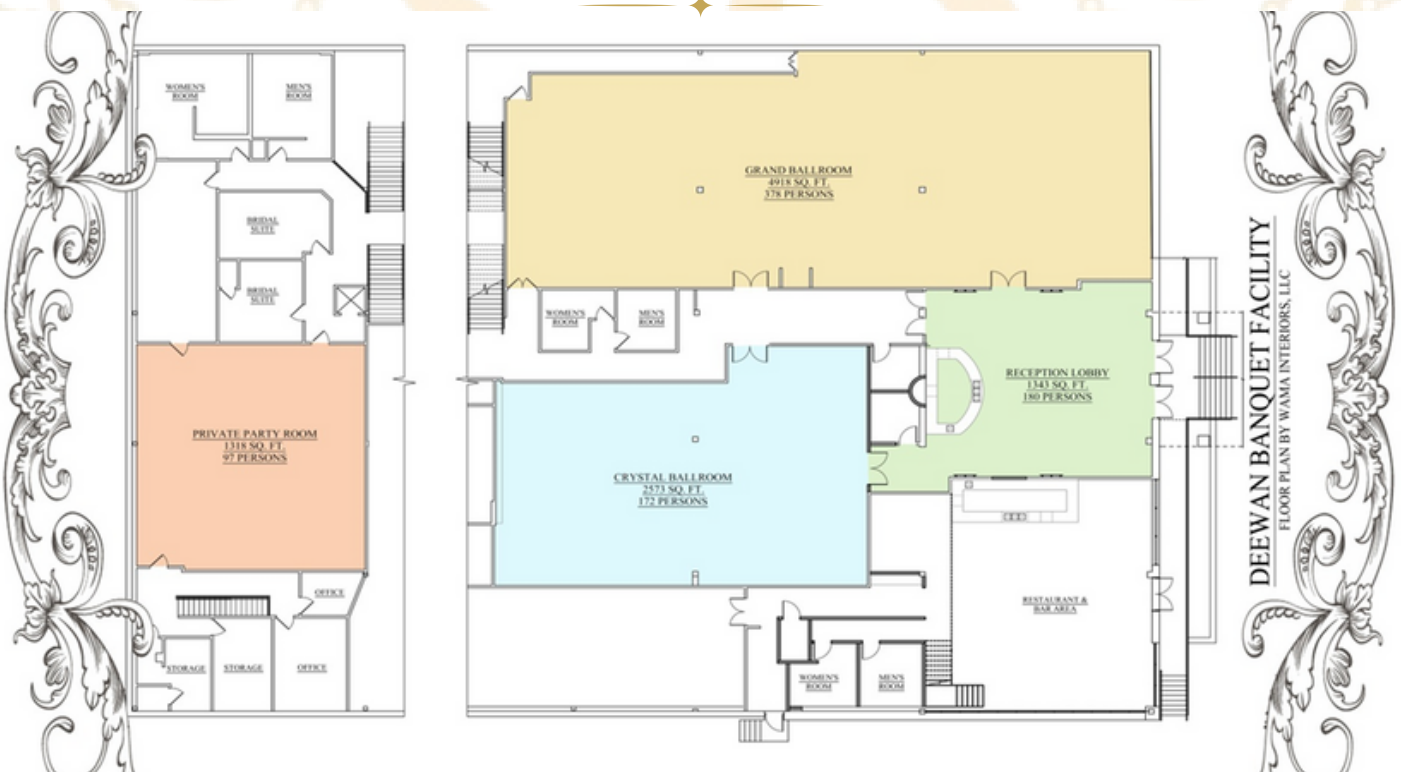 WOMEN'S
ROOM
MEN'S
ROOM
BRIDAL
SUITE
BRIDAL
SUITE
PRIVATE PARTY ROOM
1318 SQ. FT.
97 PERSONS
OFFICE
STORAGE
STORAGE
OFFICE
GRAND BALLROOM
4918 SQ. FT.
378 PERSONS
WOMEN'S
ROOM
MEN'S
ROOM
RECEPTION LOBBY
1343 SQ. FT.
180 PERSONS
CRYSTAL BALLROOM
2573 SQ. FT.
172 PERSONS
RESTAURANT &
BAR AREA
WOMEN'S
ROOM
MEN'S
ROOM
DEEWAN BANQUET FACILITY
FLOOR PLAN BY WAMA INTERIORS, LLC